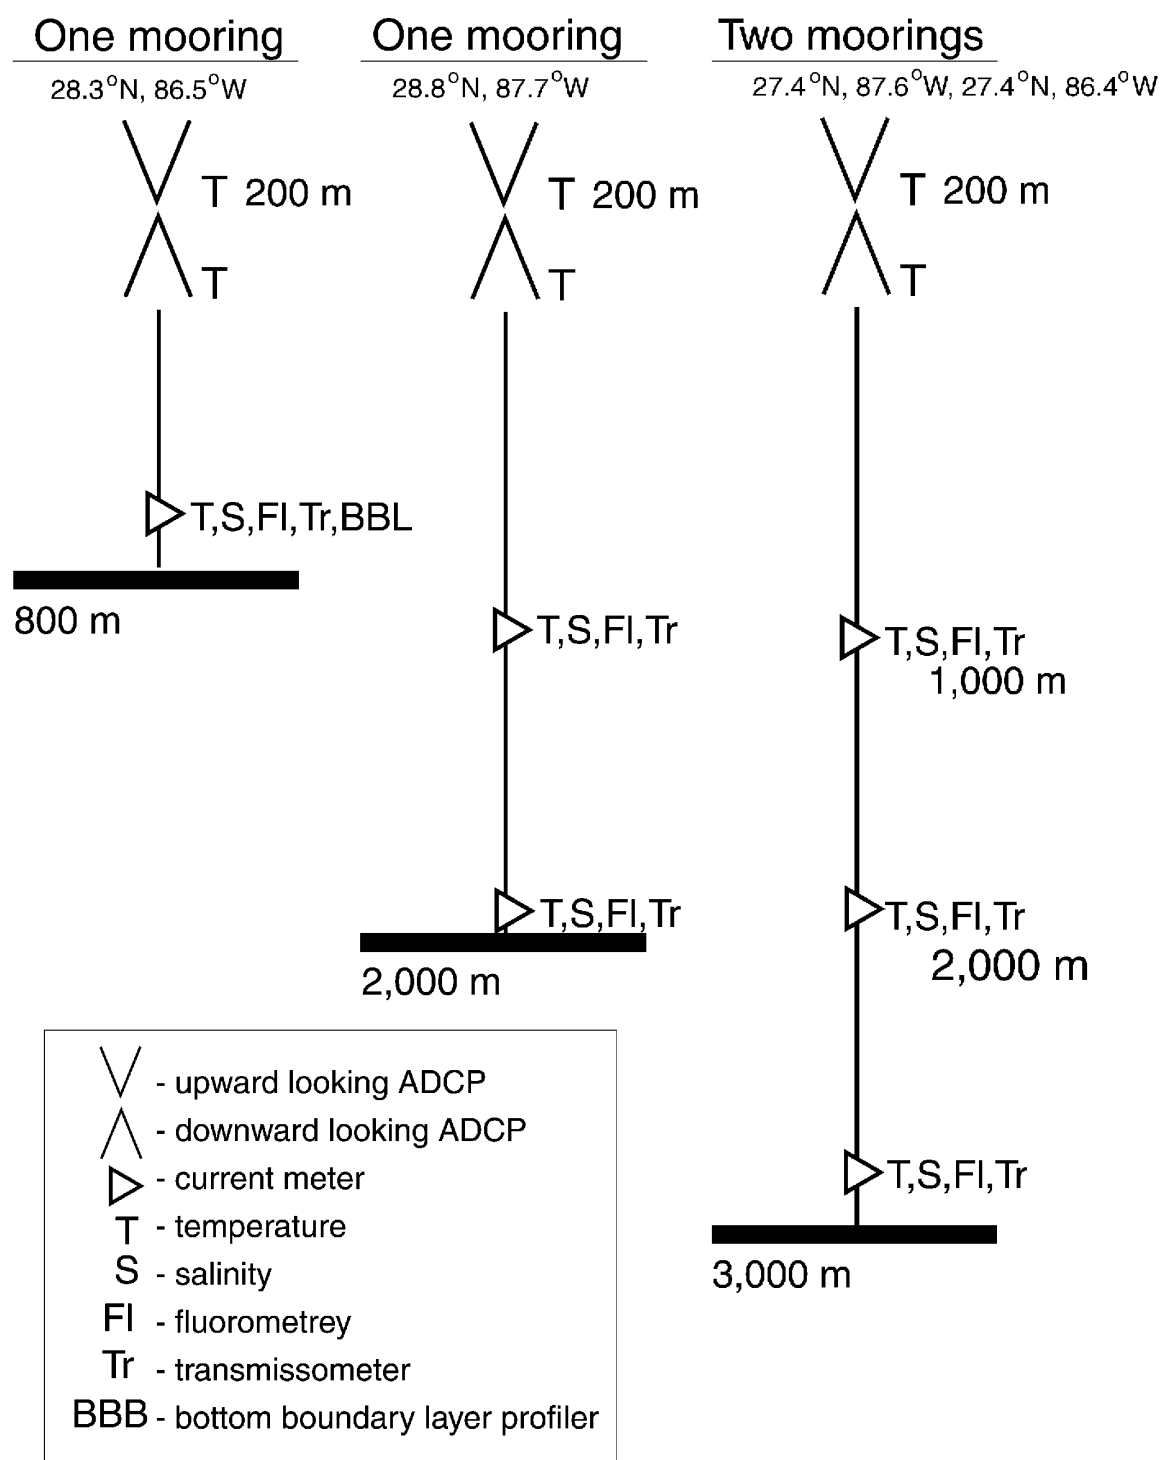 One mooring
28.3°N, 86.5°W
T 200 m
T
T,S,Fl,Tr,BBL
800 m
One mooring
28.8°N, 87.7°W
T 200 m
T
T,S,Fl,Tr
T,S,Fl,Tr
2,000 m
Two moorings
27.4°N, 87.6°W, 27.4°N, 86.4°W
T 200 m
T
T,S,Fl,Tr
1,000 m
T,S,Fl,Tr
2,000 m
T,S,Fl,Tr
3,000 m
- upward looking ADCP
- downward looking ADCP
- current meter
T - temperature
S - salinity
Fl - fluorometrey
Tr - transmissometer
BBB - bottom boundary layer profiler